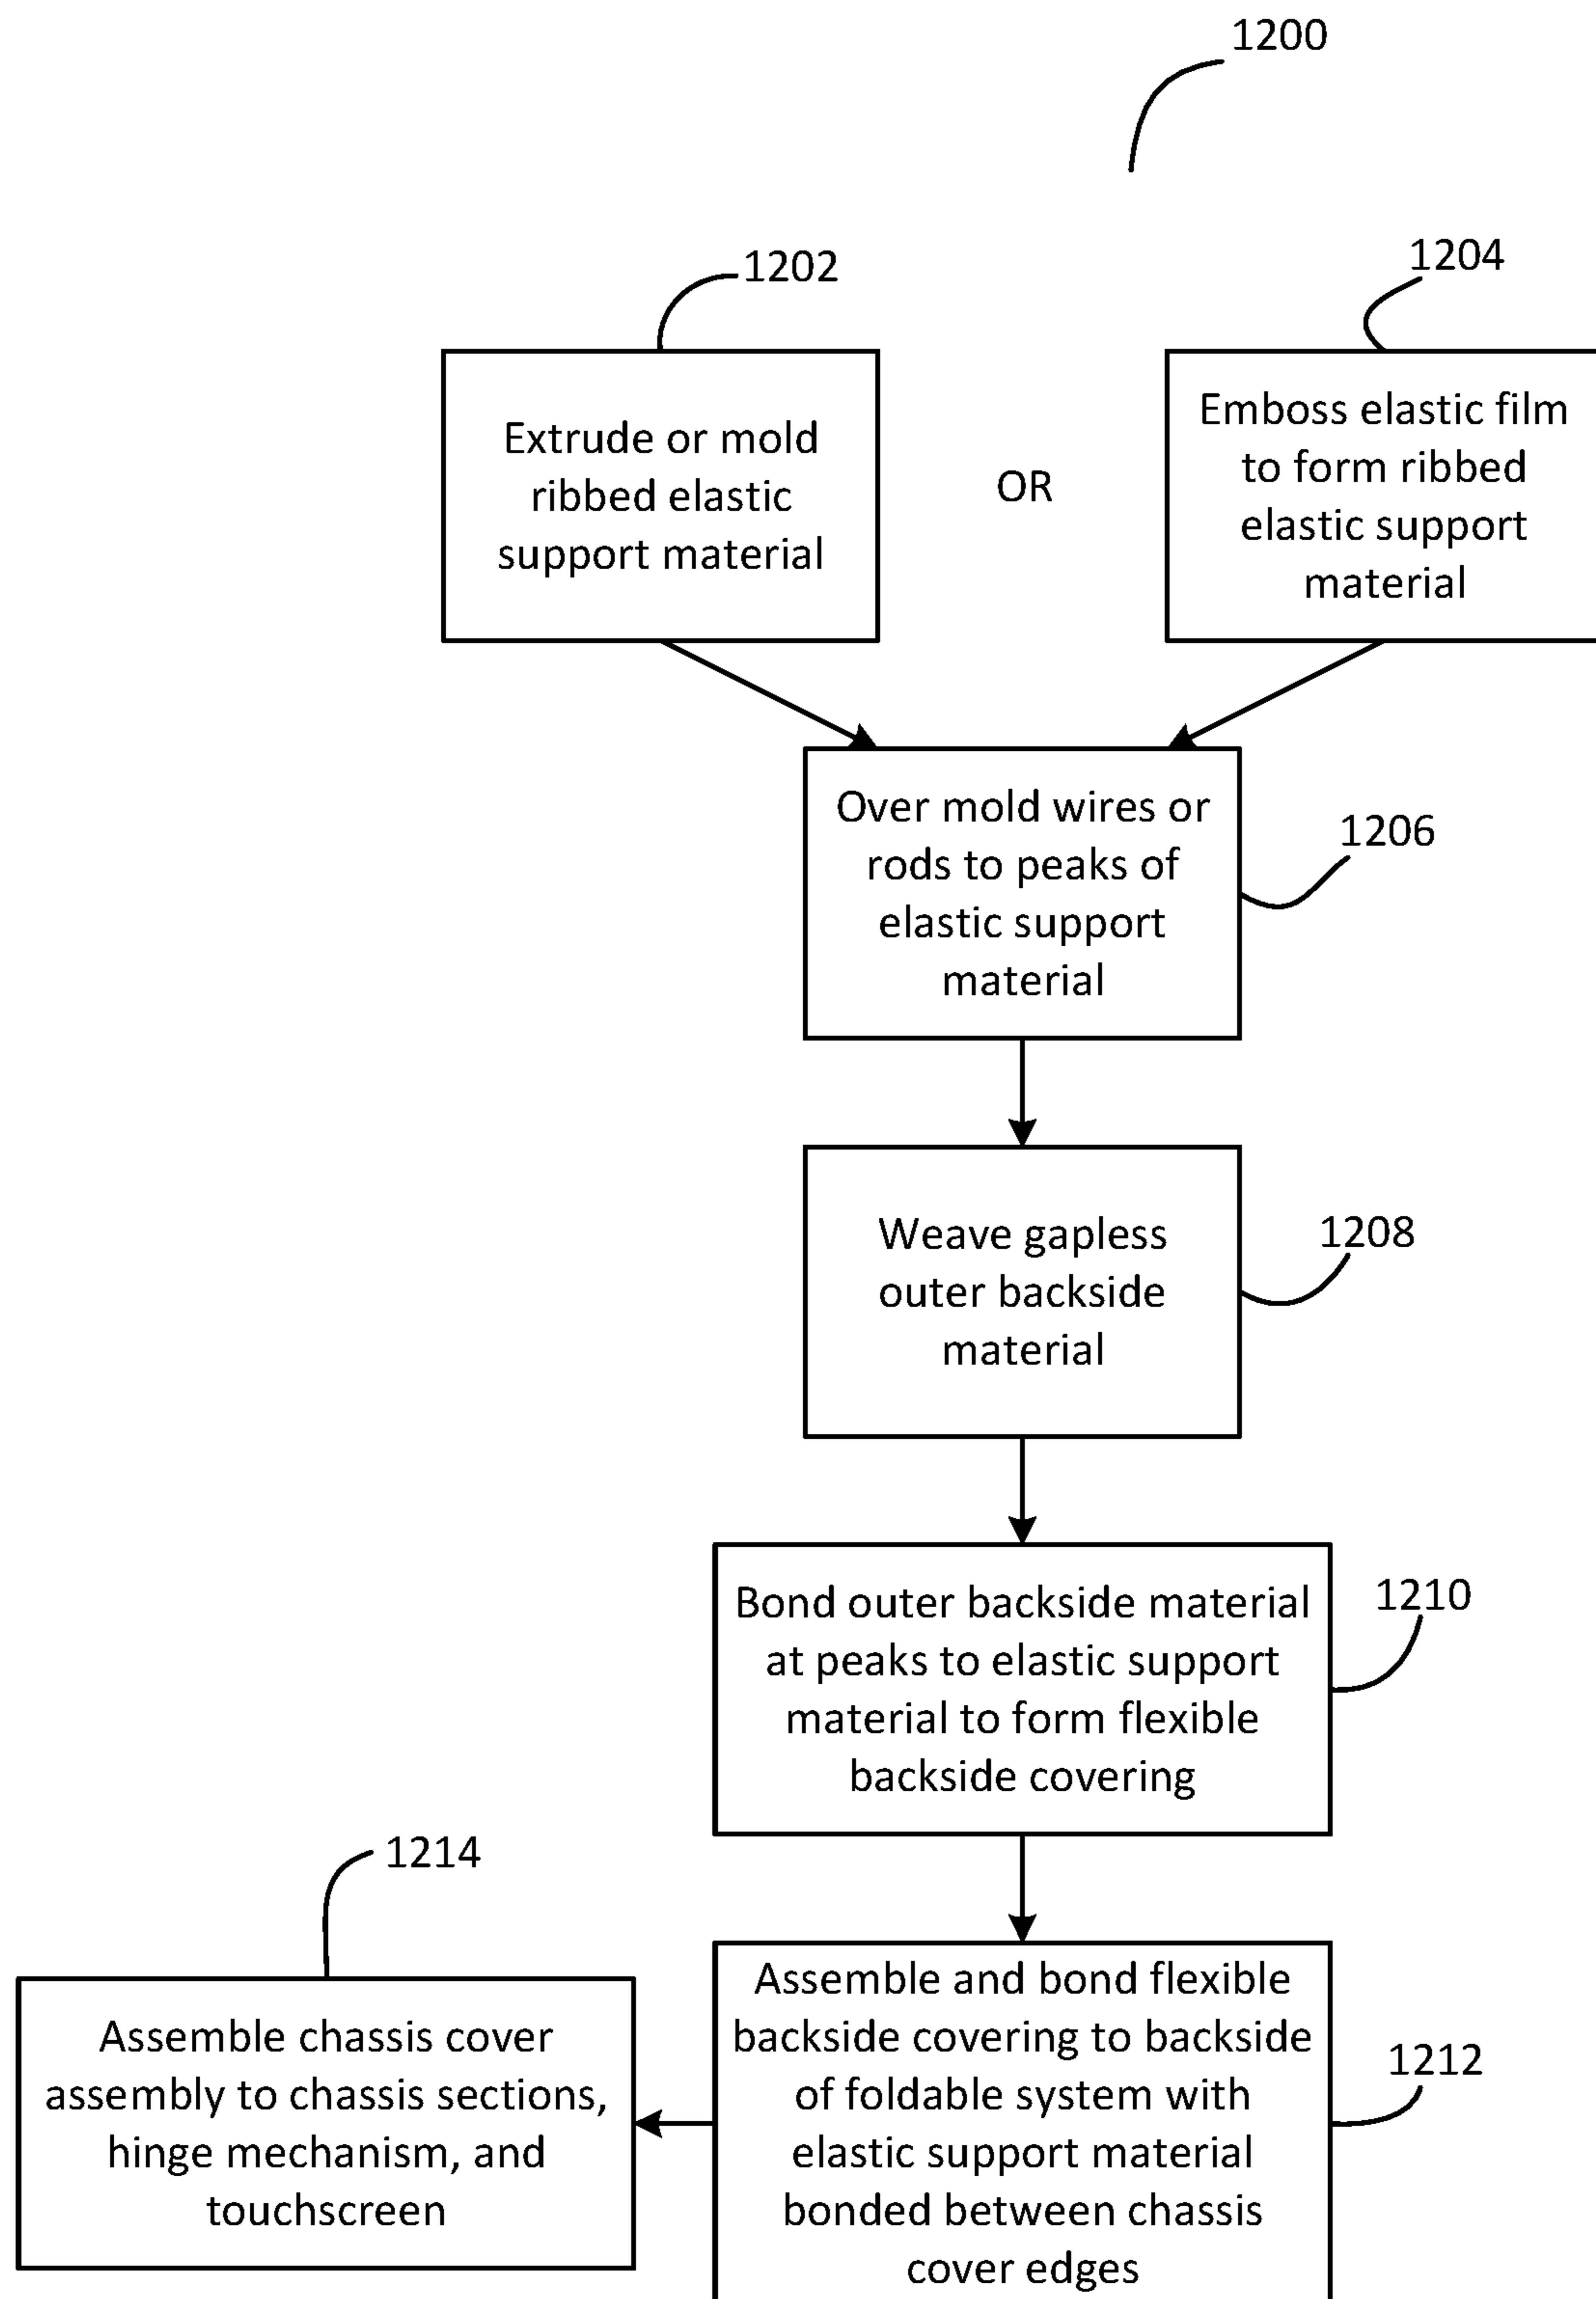 1200
1202
1204
Extrude or mold
ribbed elastic
support material
OR
Emboss elastic film
to form ribbed
elastic support
material
Over mold wires or
rods to peaks of
elastic support
material
1206
Weave gapless
outer backside
material
1208
Bond outer backside material
at peaks to elastic support
material to form flexible
backside covering
1210
1214
Assemble chassis cover
assembly to chassis sections,
hinge mechanism, and
touchscreen
Assemble and bond flexible
backside covering to backside
of foldable system with
elastic support material
bonded between chassis
cover edges
1212